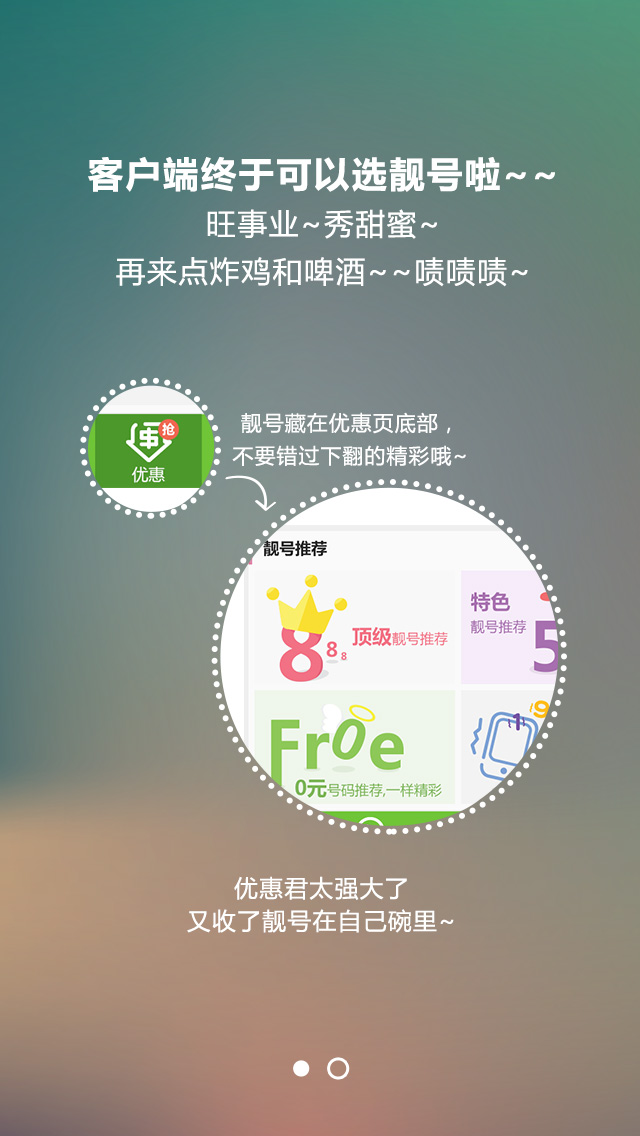 客户端终于可以选靓号啦~~
旺事业~秀甜蜜~
再来点炸鸡和啤酒~~啧啧啧~
抢
优惠
靓号藏在优惠页底部，
不要错过下翻的精彩哦~
靓号推荐
8 8 8
顶级靓号推荐
特色
靓号推荐
5
Froe
0元号码推荐,一样精彩
1 9
优惠君太强大了
又收了靓号在自己碗里~